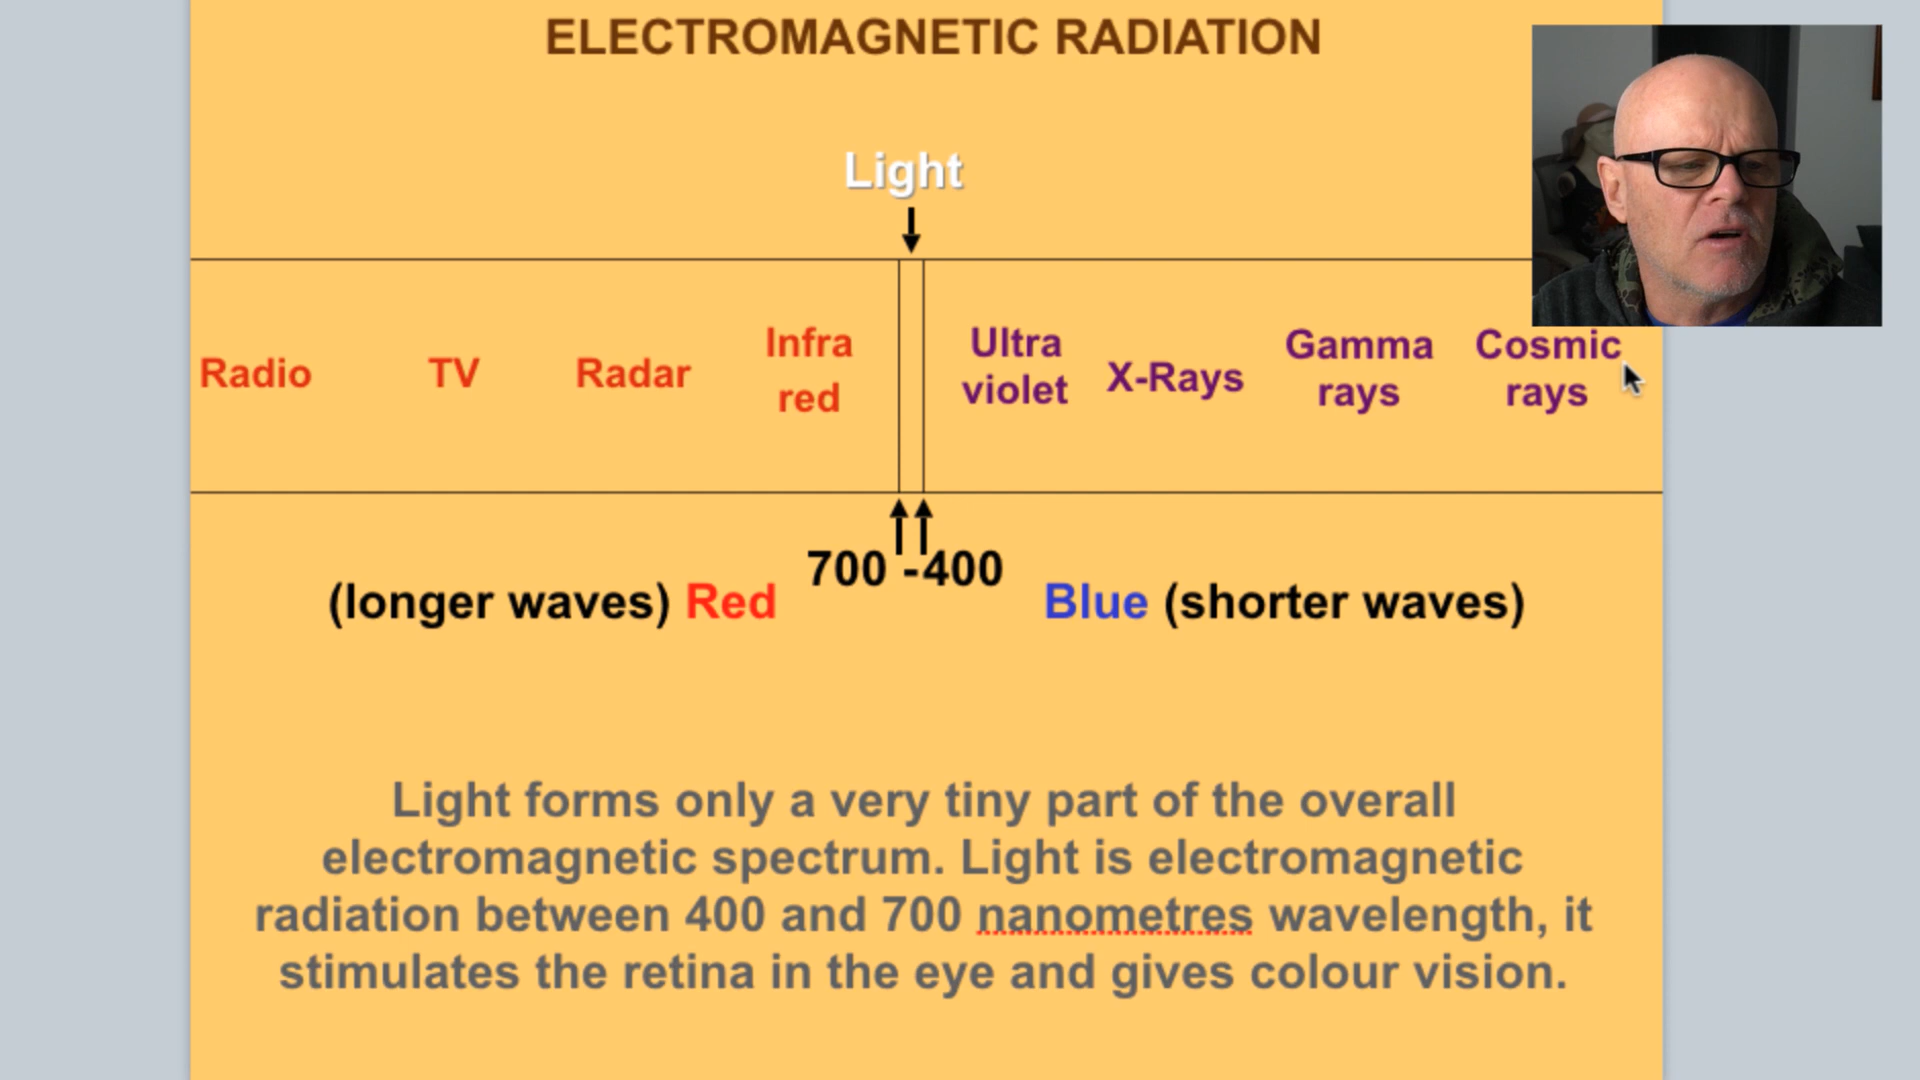 ELECTROMAGNETIC RADIATION
Light
Radio TV Radar Infra red Ultra violet X-Rays Gamma rays Cosmic rays
700 -400
(longer waves) Red Blue (shorter waves)
Light forms only a very tiny part of the overall
electromagnetic spectrum. Light is electromagnetic
radiation between 400 and 700 nanometres wavelength, it
stimulates the retina in the eye and gives colour vision.